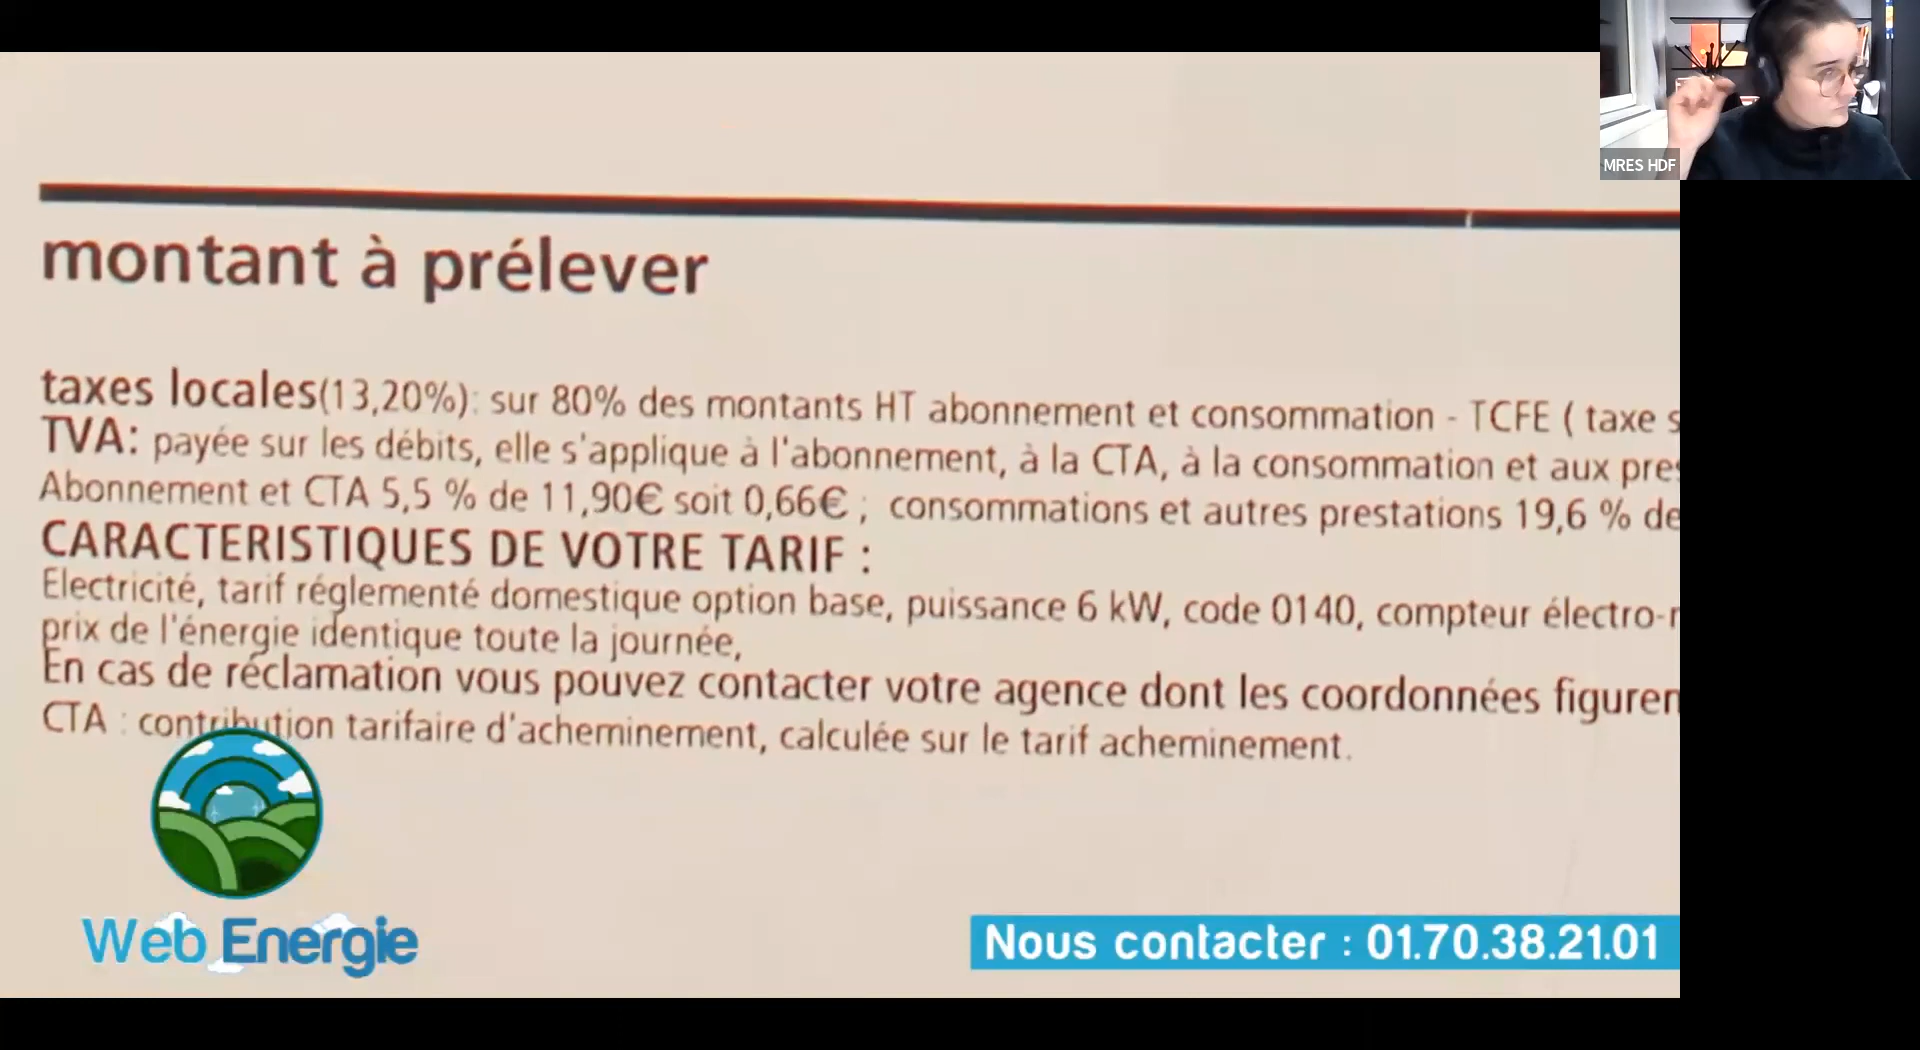 MRES HDF
montant à prélever
taxes locales(13,20%): sur 80% des montants HT abonnement et consommation - TCFE ( taxe s
TVA: payée sur les débits, elle s'applique à l'abonnement, à la CTA, à la consommation et aux pres
Abonnement et CTA 5,5 % de 11,90€ soit 0,66€ ; consommations et autres prestations 19,6 % de
CARACTERISTIQUES DE VOTRE TARIF :
Electricité, tarif réglementé domestique option base, puissance 6 kW, code 0140, compteur électro-
prix de l'énergie identique toute la journée,
En cas de réclamation vous pouvez contacter votre agence dont les coordonnées figuren
CTA : contribution tarifaire d'acheminement, calculée sur le tarif acheminement.
Web Energie
Nous contacter : 01.70.38.21.01